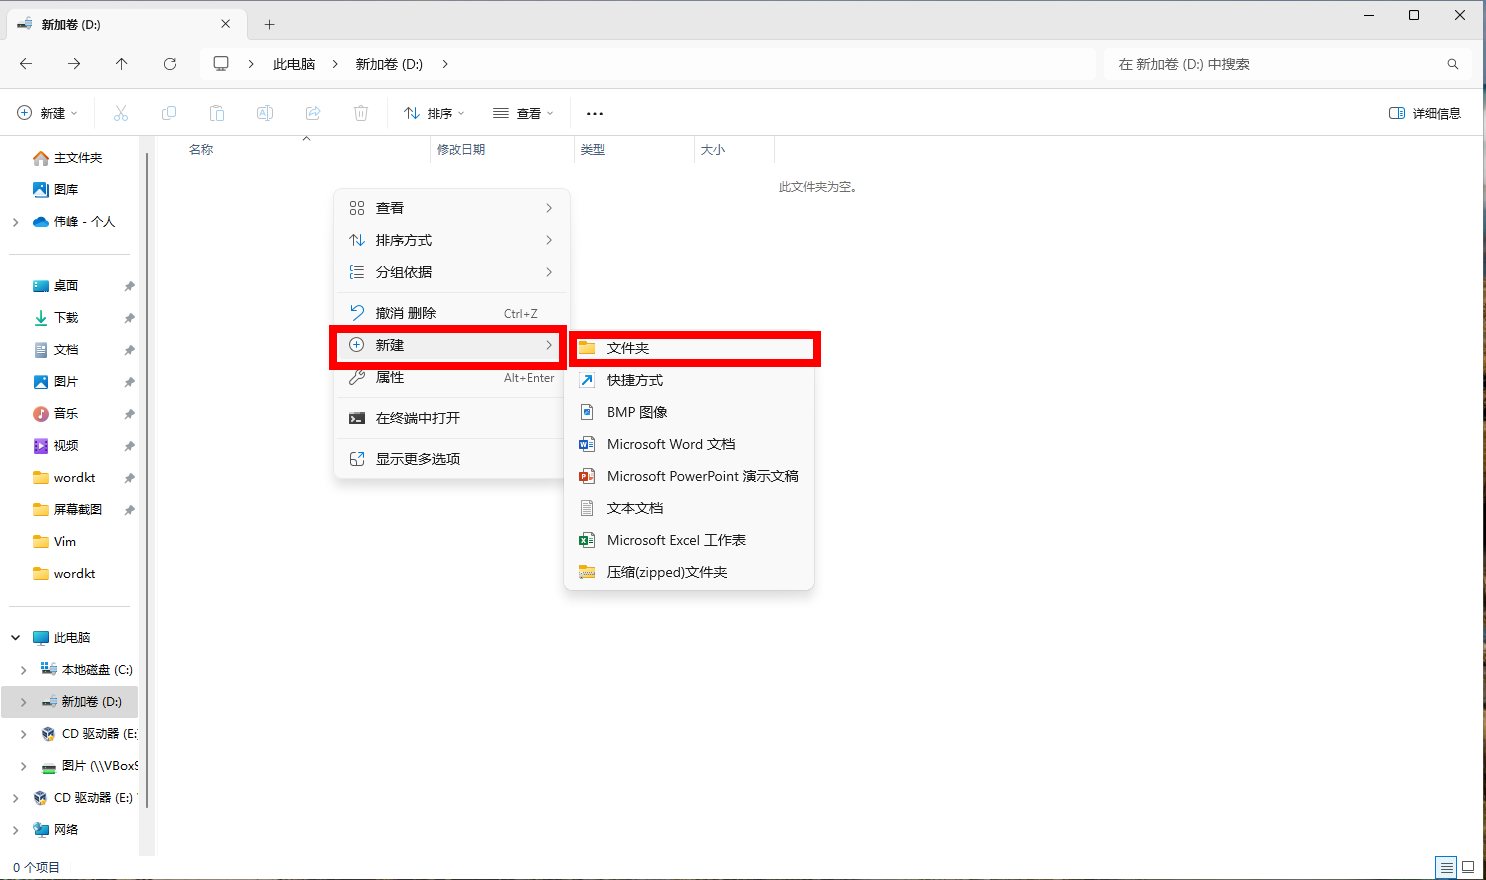 新加卷 (D:)
此电脑
新加卷 (D:)
在 新加卷 (D:) 中搜索
新建
排序
查看
详细信息
名称
修改日期
类型
大小
此文件夹为空。
主文件夹
图库
伟峰 - 个人
桌面
下载
文档
图片
音乐
视频
wordkt
屏幕截图
Vim
wordkt
此电脑
本地磁盘 (C:)
新加卷 (D:)
CD 驱动器 (E:
图片 (\\VBoxS
CD 驱动器 (E:)
网络
查看
排序方式
分组依据
撤消 删除 Ctrl+Z
新建
属性 Alt+Enter
在终端中打开
显示更多选项
文件夹
快捷方式
BMP 图像
Microsoft Word 文档
Microsoft PowerPoint 演示文稿
文本文档
Microsoft Excel 工作表
压缩(zipped)文件夹
0 个项目